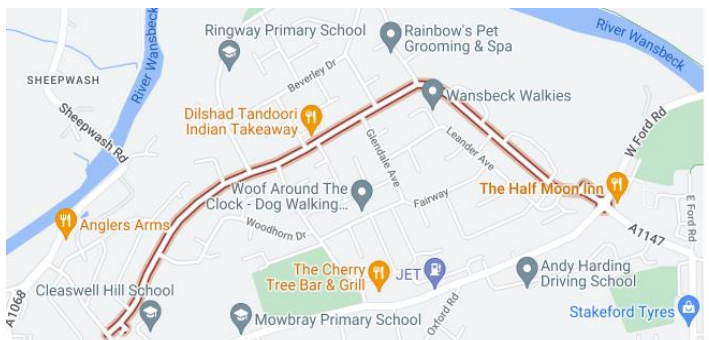 Ringway Primary School
Rainbow's Pet
Grooming & Spa
River Wansbeck
River Wansbeck
SHEEPWASH
Beverley Dr
Wansbeck Walkies
Sheepwash Rd
Dilshad Tandoori
Indian Takeaway
W Ford Rd
Glendale Ave
Leander Ave
Woof Around The
Clock - Dog Walking...
Fairway
The Half Moon Inn
E Ford Rd
Anglers Arms
Woodhorn Dr
A1147
The Cherry
Tree Bar & Grill
JET
Andy Harding
Driving School
A1068
Cleaswell Hill School
Oxford Rd
Mowbray Primary School
Stakeford Tyres